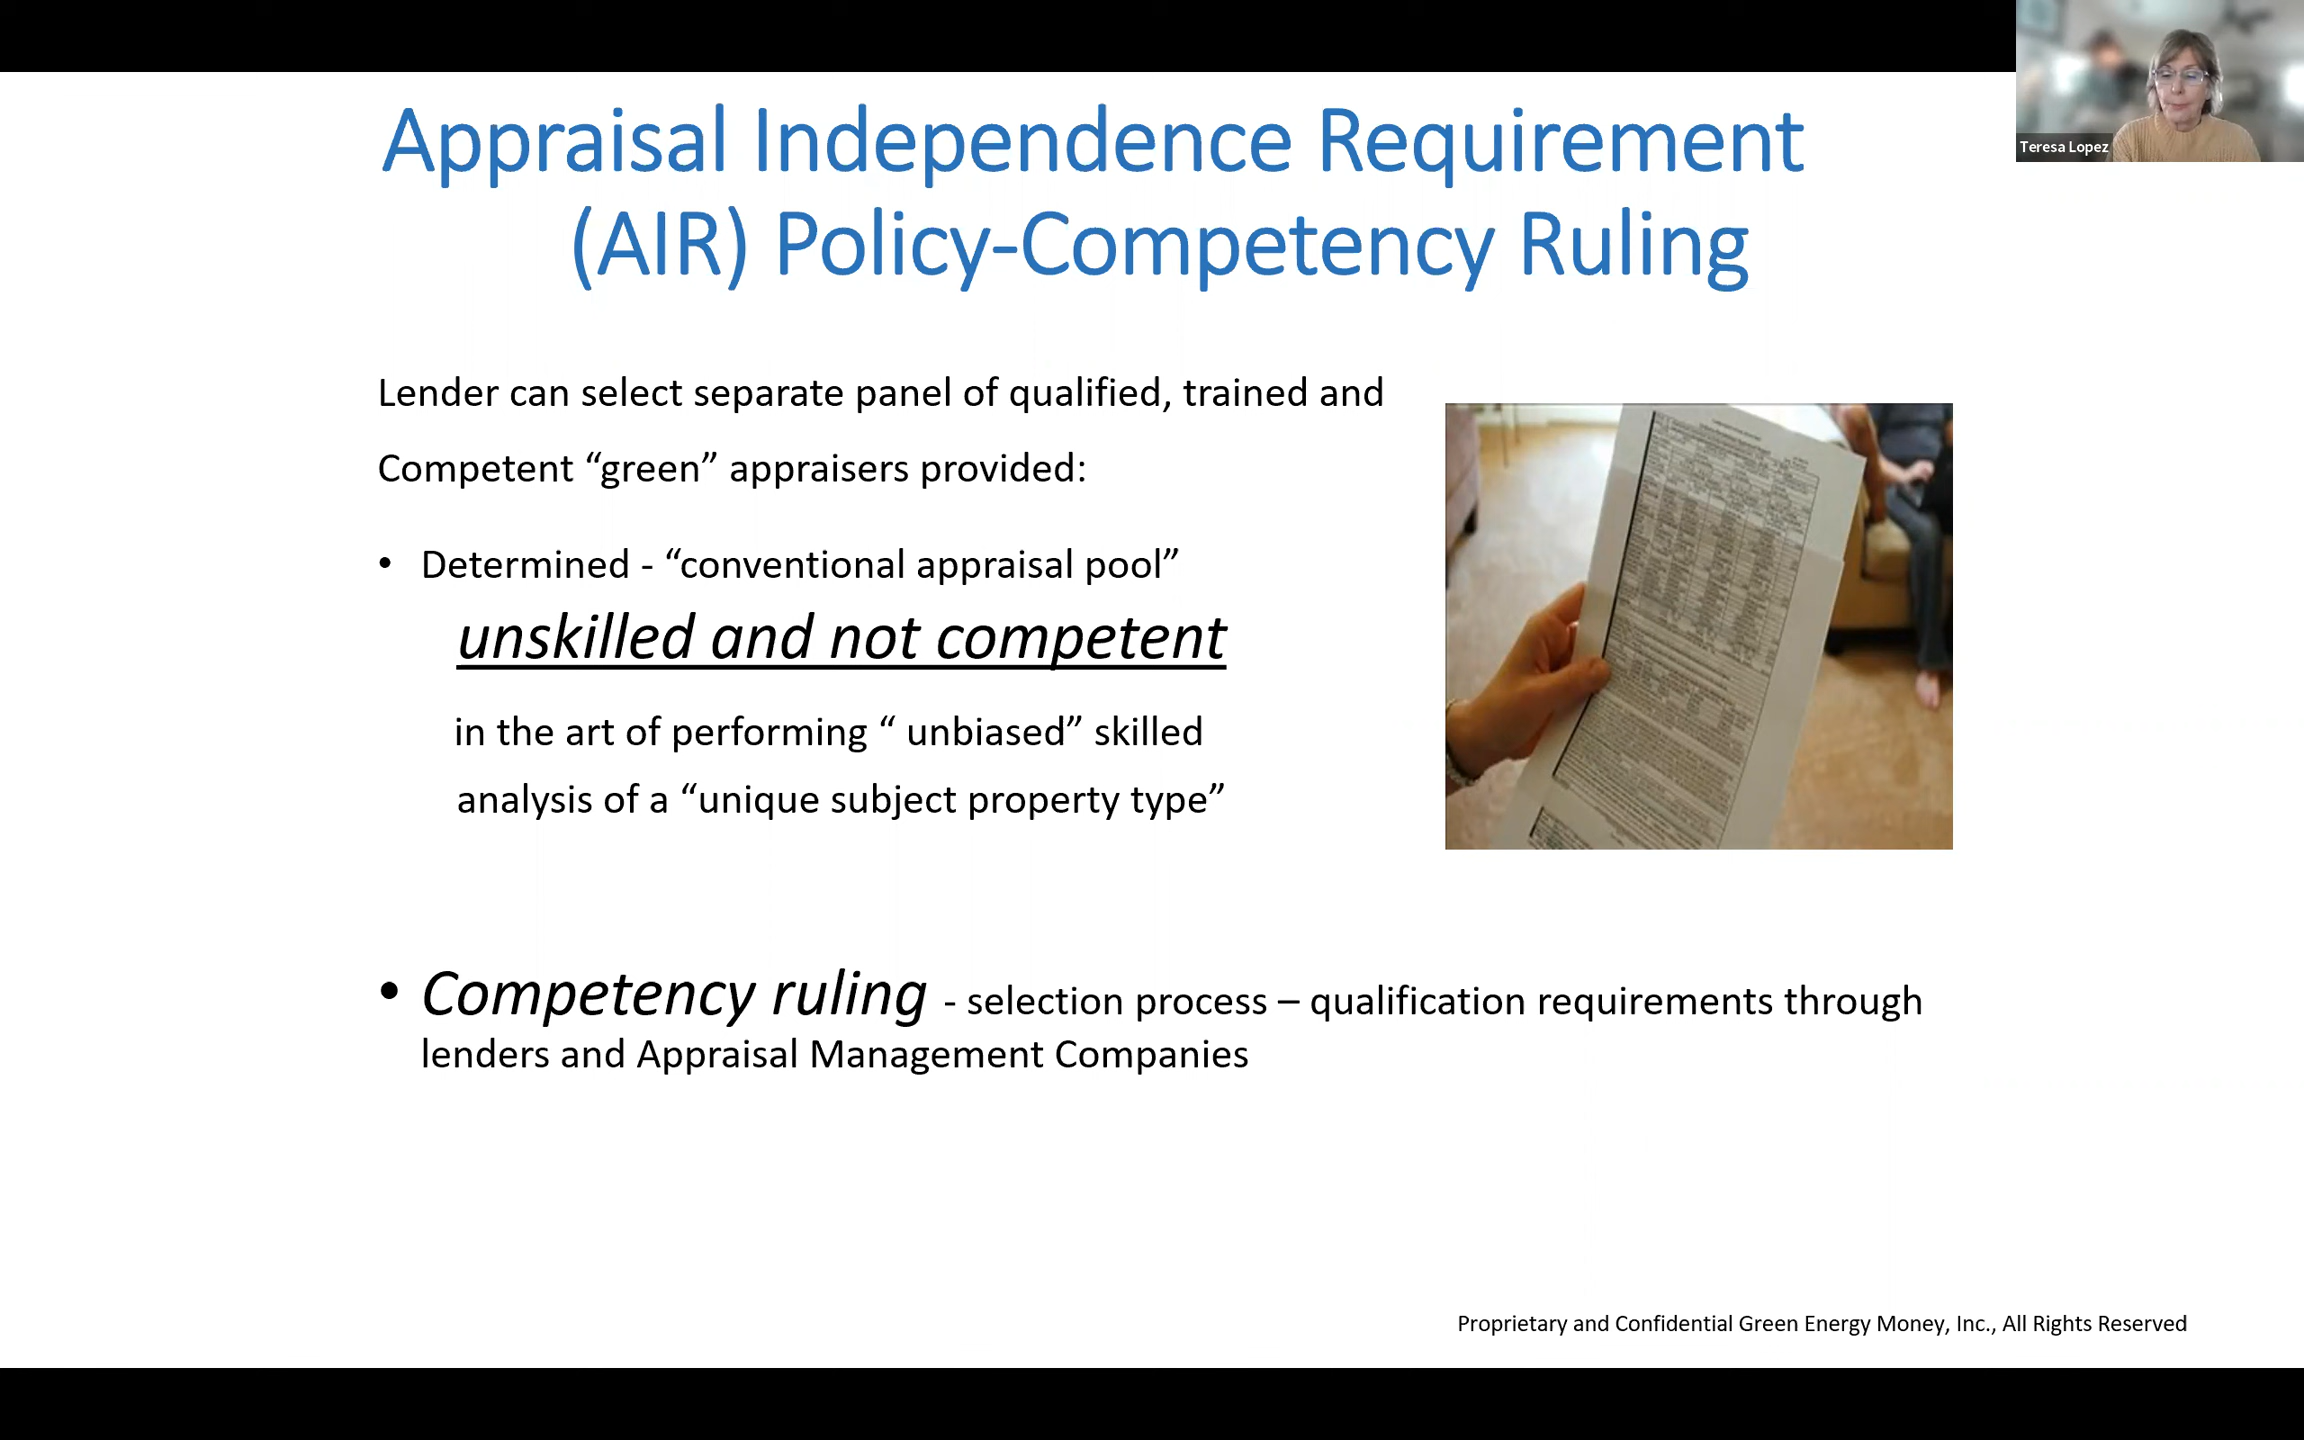 Appraisal Independence Requirement
(AIR) Policy-Competency Ruling
Teresa Lopez
Lender can select separate panel of qualified, trained and
Competent “green” appraisers provided:
• Determined - “conventional appraisal pool”
unskilled and not competent
in the art of performing “ unbiased” skilled
analysis of a “unique subject property type”
• Competency ruling - selection process – qualification requirements through
lenders and Appraisal Management Companies
Proprietary and Confidential Green Energy Money, Inc., All Rights Reserved